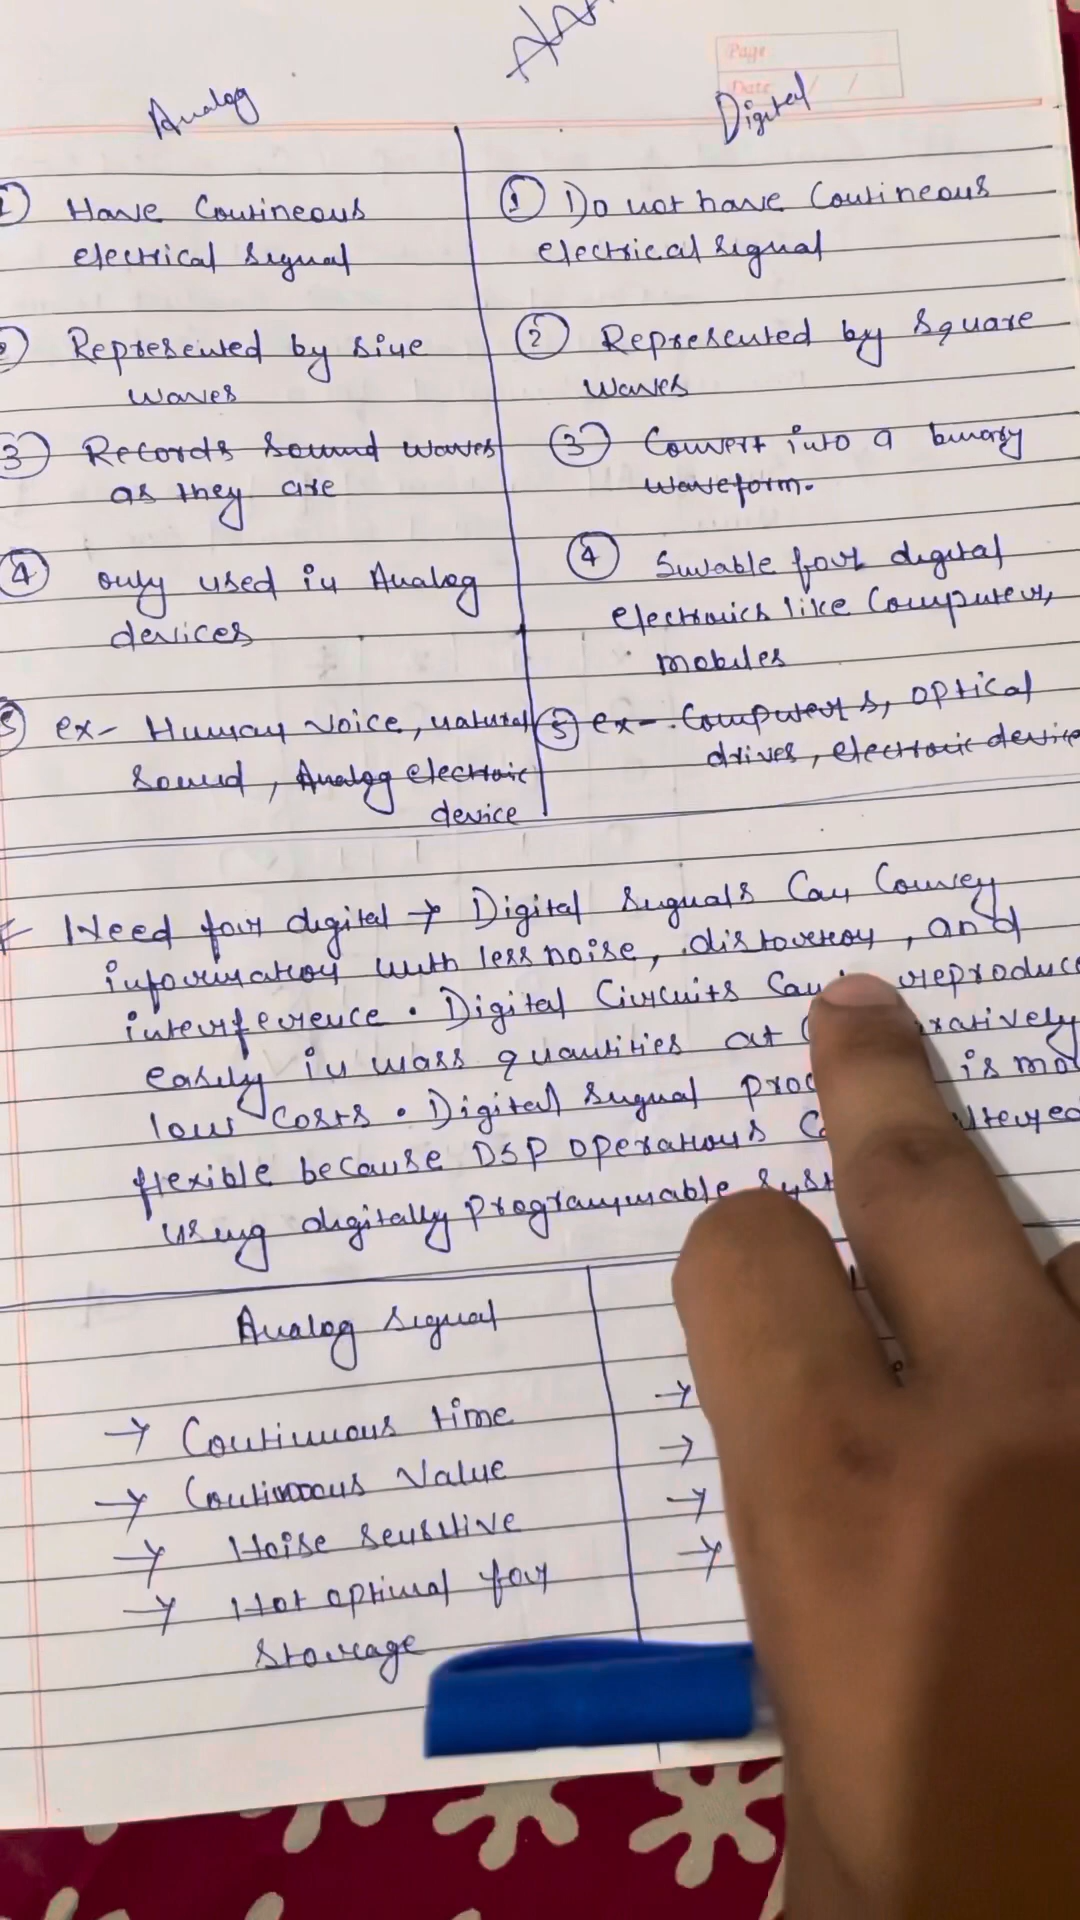 Page
Date / /
Analog
Digital
1) Have Contineous
electrical signal
2) Represented by sine
waves
3) Records sound waves
as they are
4) only used in Analog
devices
5) ex- Human voice, natural
sound, Analog electronic
device
1) Do not have Contineous
electrical signal
2) Represented by square
waves
3) Convert into a binary
waveform.
4) Suitable for digital
electronics like Computers,
mobiles
5) ex- Computers, optical
drives, electronic device
Need for digital → Digital signals Can Convey
information with less noise, distortion, and
interference. Digital Circuits Can reproduce
easily in mass quantities at
low costs. Digital signal is
flexible because DSP operations
using digitally programmable
Analog signal
→ Continuous time
→ Continuous Value
→ Noise sensitive
→ Not optimal for
storage
→
→
→
→